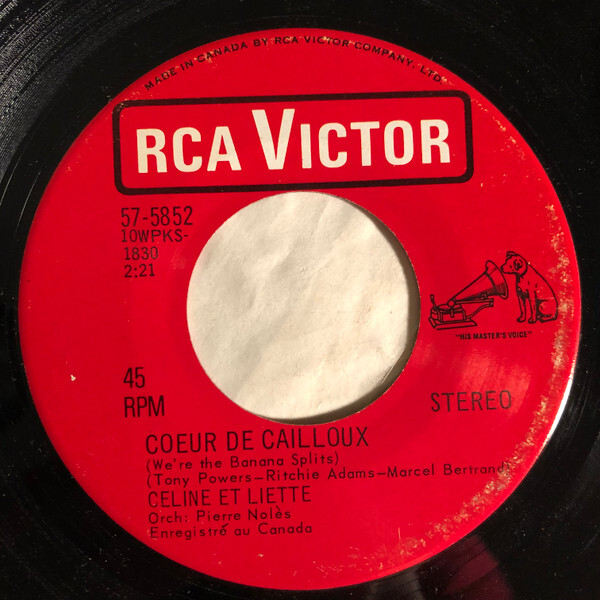 MADE IN CANADA BY RCA VICTOR COMPANY, LTD.
RCA VICTOR
57-5852
10WPKS-
1830
2:21
"HIS MASTER'S VOICE"
45
RPM
STEREO
COEUR DE CAILLOUX
(We're the Banana Splits)
(Tony Powers-Ritchie Adams-Marcel Bertrand)
CELINE ET LIETTE
Orch: Pierre Nolès
Enregistré au Canada